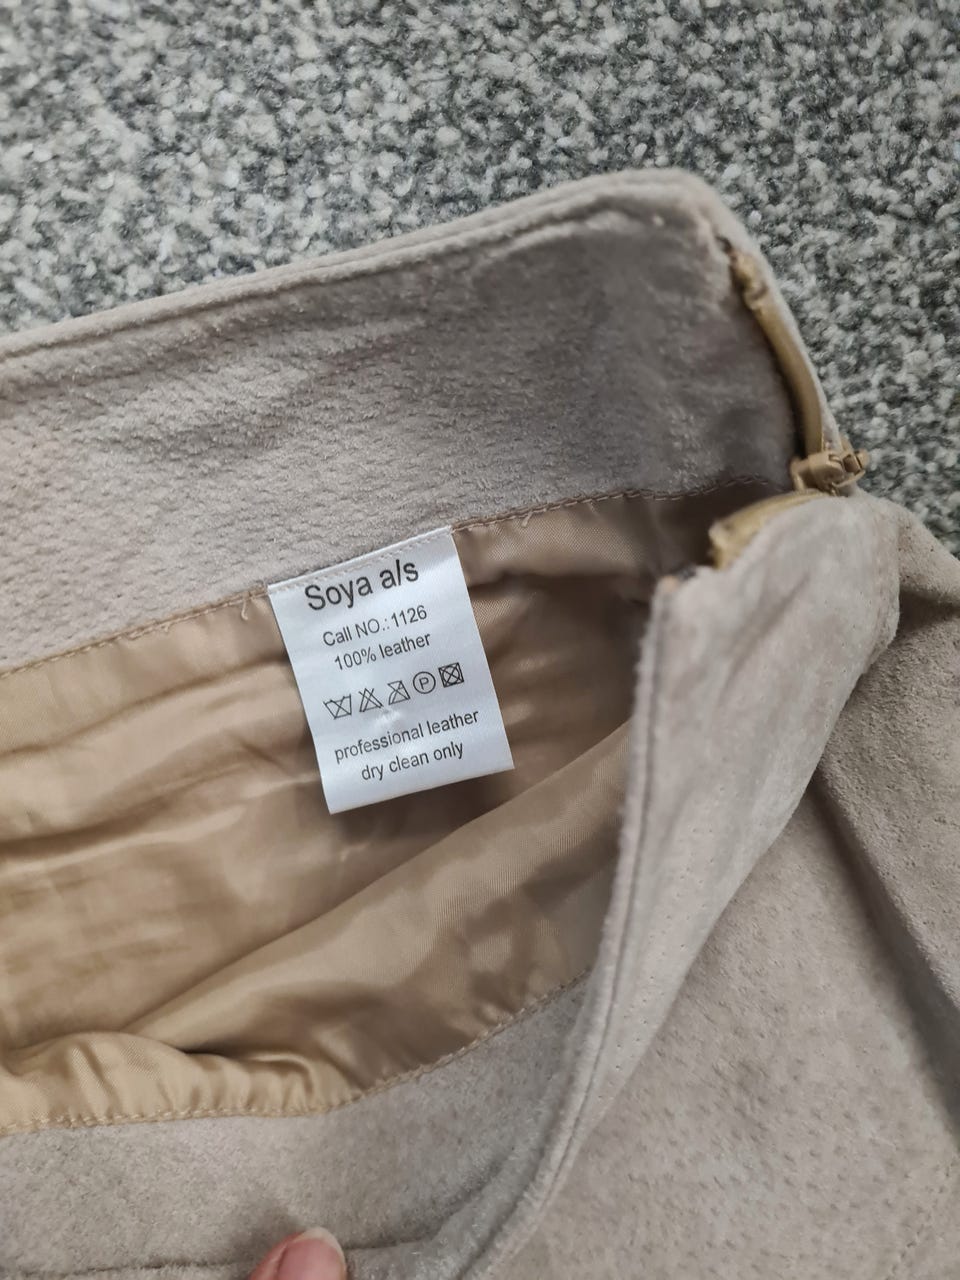 Soya a/s
Call NO.:1126
100% leather
P
professional leather
dry clean only